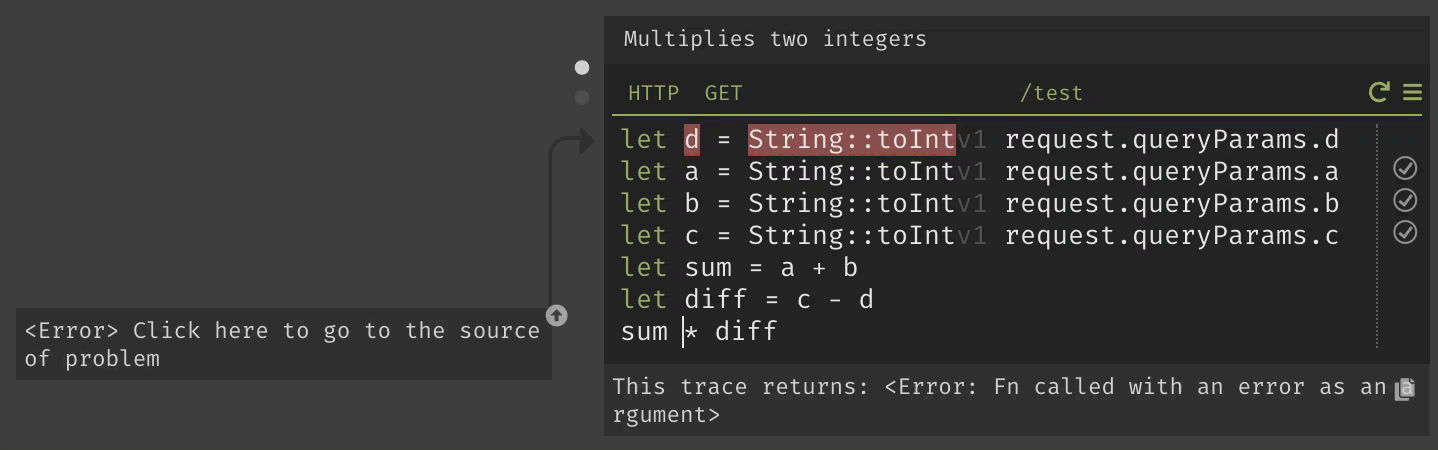 Multiplies two integers
HTTP GET /test
let d = String::toIntv1 request.queryParams.d
let a = String::toIntv1 request.queryParams.a
let b = String::toIntv1 request.queryParams.b
let c = String::toIntv1 request.queryParams.c
let sum = a + b
let diff = c - d
sum * diff
<Error> Click here to go to the source
of problem
This trace returns: <Error: Fn called with an error as an a
rgument>